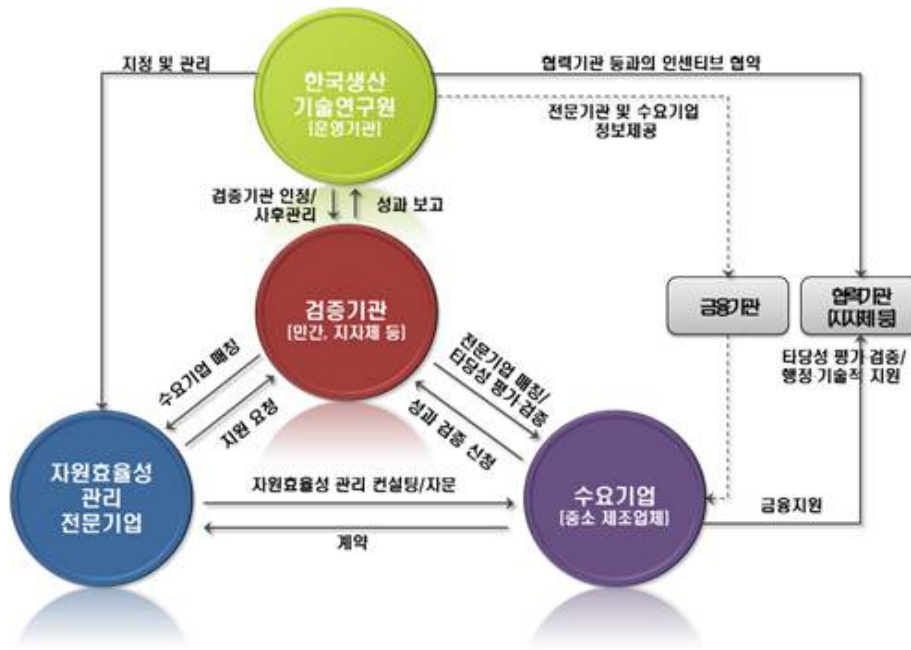 지정 및 관리
협력기관 등과의 인센티브 협약
한국생산
기술연구원
(운영기관)
전문기관 및 수요기업
정보제공
검증기관 인정/
사후관리
성과 보고
검증기관
(민간, 지자체 등)
금융기관
협력기관
(지자체 등)
수요기업 매칭
지원 요청
전문기업 매칭/
타당성 평가·검증
성과 검증 신청
타당성 평가·검증/
행정·기술적 지원
자원효율성
관리
전문기업
자원효율성 관리 컨설팅/자문
계약
수요기업
(중소 제조업체)
금융지원